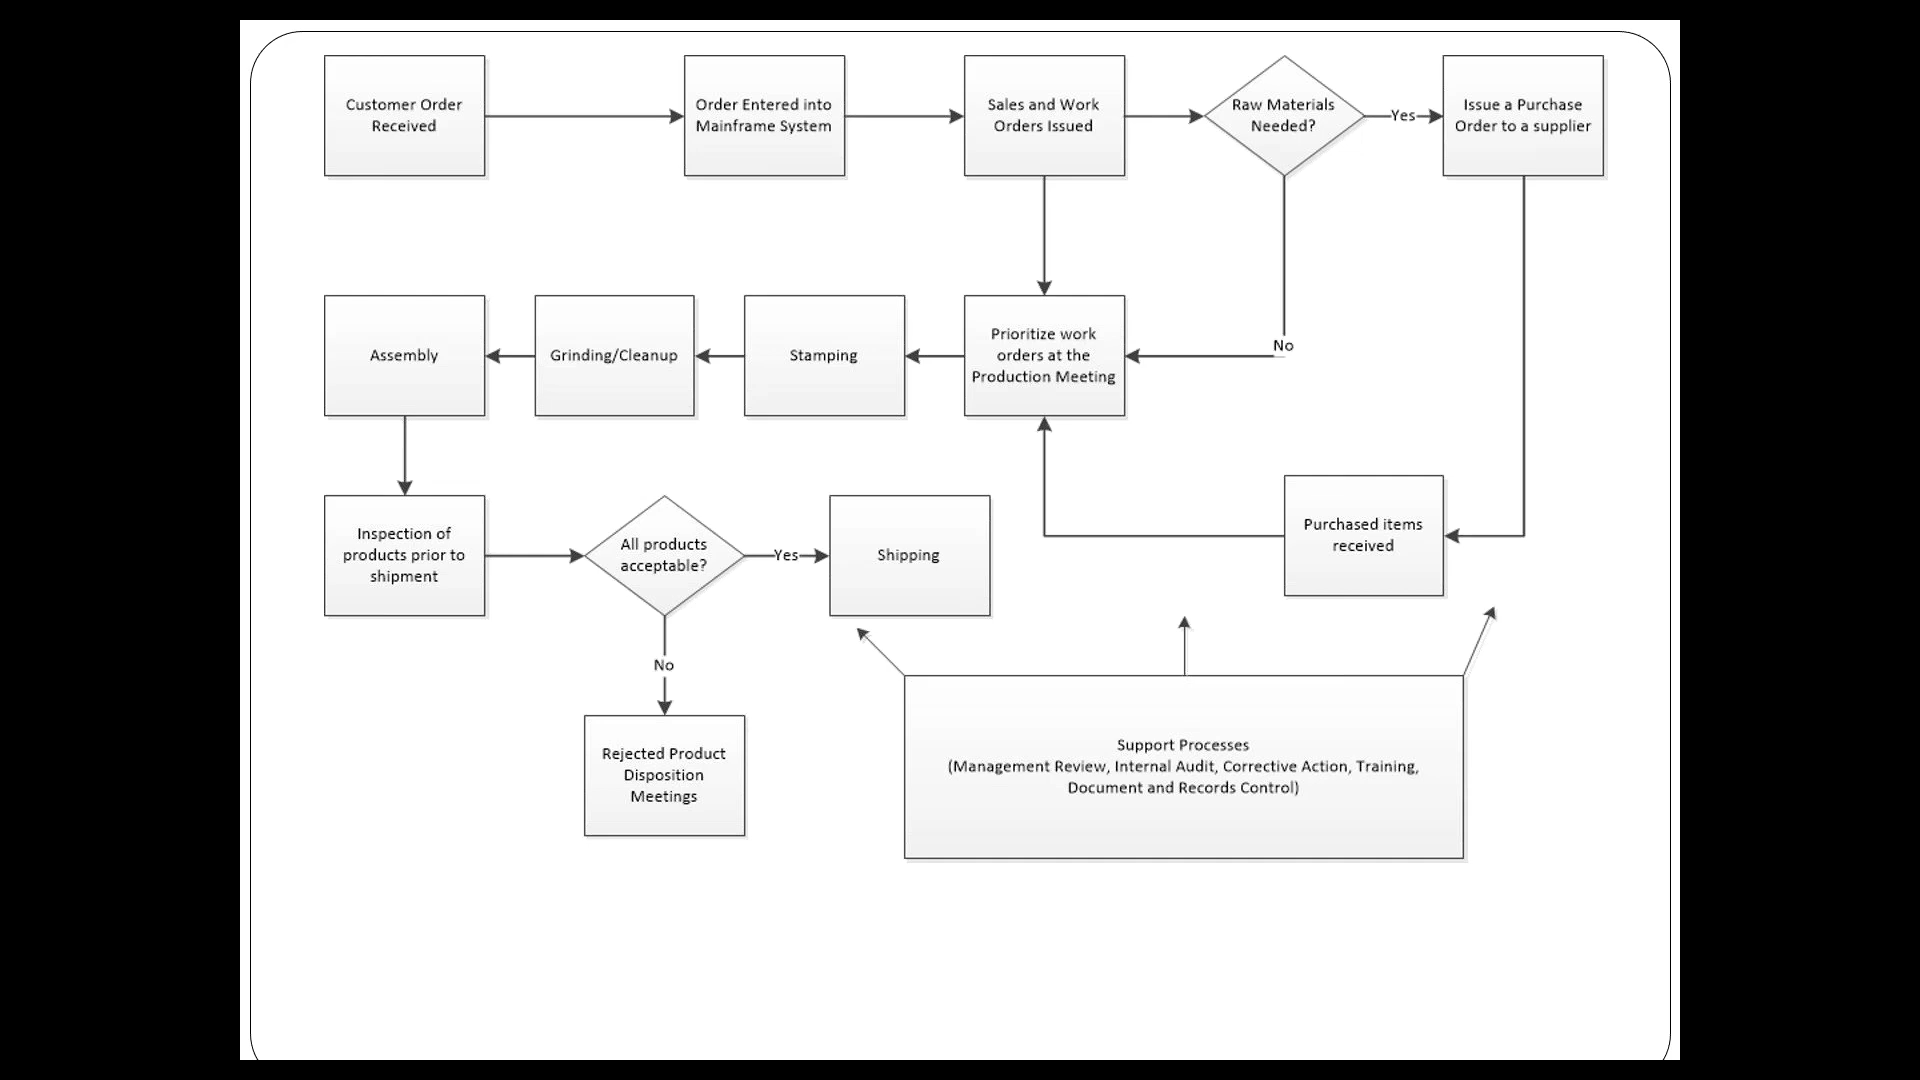 Customer Order
Received
Order Entered into
Mainframe System
Sales and Work
Orders Issued
Raw Materials
Needed?
Yes
Issue a Purchase
Order to a supplier
Assembly
Grinding/Cleanup
Stamping
Prioritize work
orders at the
Production Meeting
No
Inspection of
products prior to
shipment
All products
acceptable?
Yes
Shipping
Purchased items
received
No
Rejected Product
Disposition
Meetings
Support Processes
(Management Review, Internal Audit, Corrective Action, Training,
Document and Records Control)